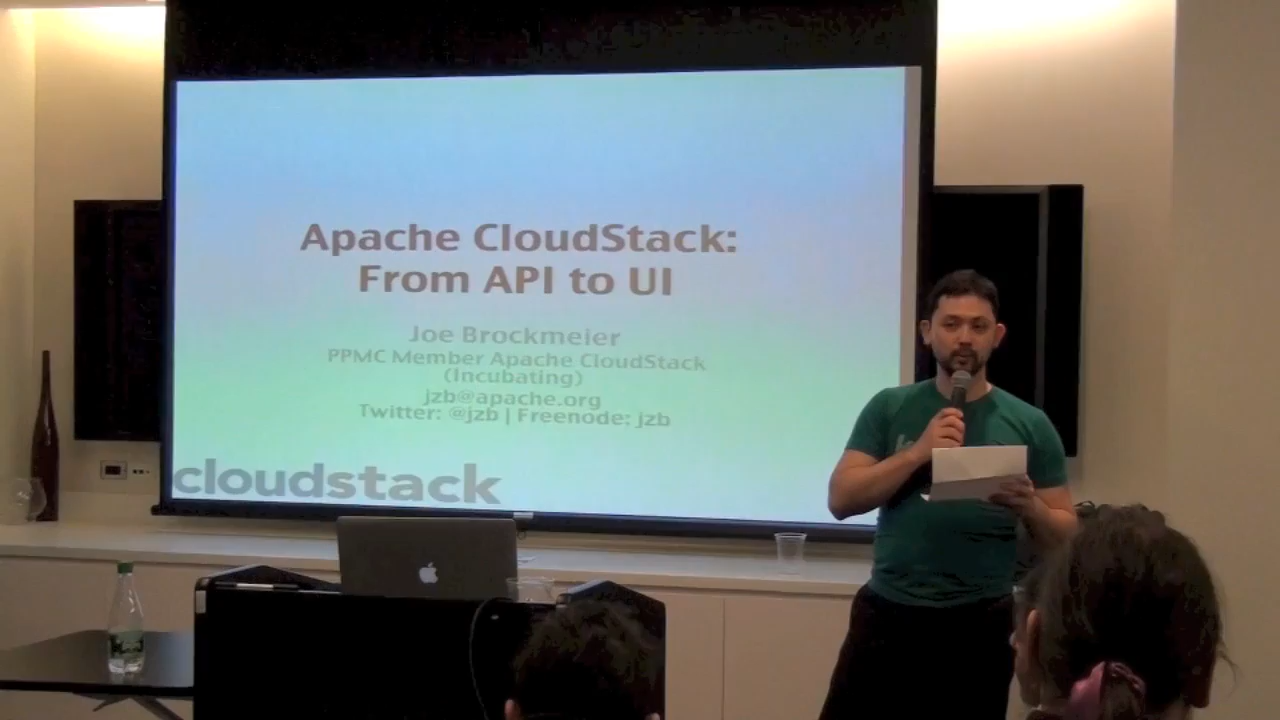 Apache CloudStack:
From API to UI
Joe Brockmeier
PPMC Member Apache CloudStack
(Incubating)
jzb@apache.org
Twitter: @jzb | Freenode: jzb
cloudstack